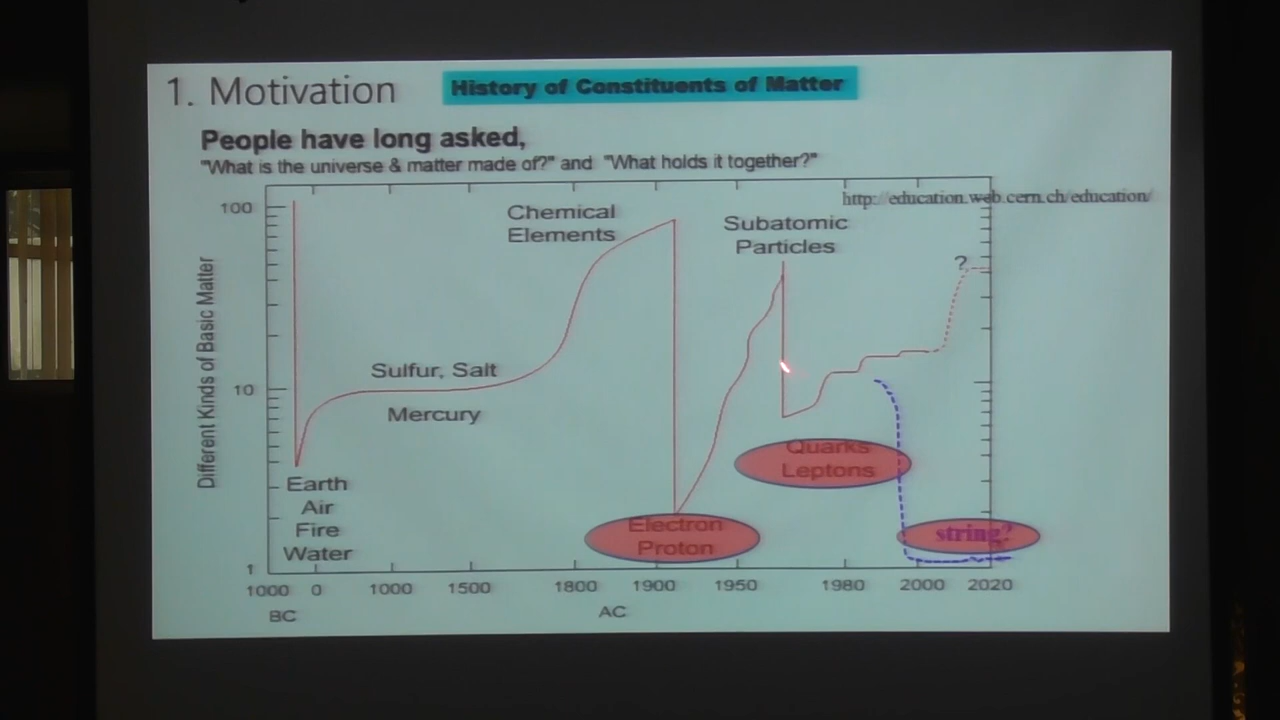 1. Motivation
History of Constituents of Matter
People have long asked,
"What is the universe & matter made of?" and "What holds it together?"
http://education.web.cern.ch/education/
100
10
1
Different Kinds of Basic Matter
Chemical
Elements
Subatomic
Particles
?
Sulfur, Salt
Mercury
Quarks
Leptons
Earth
Air
Fire
Water
Electron
Proton
string?
1000 0 1000 1500 1800 1900 1950 1980 2000 2020
BC AC